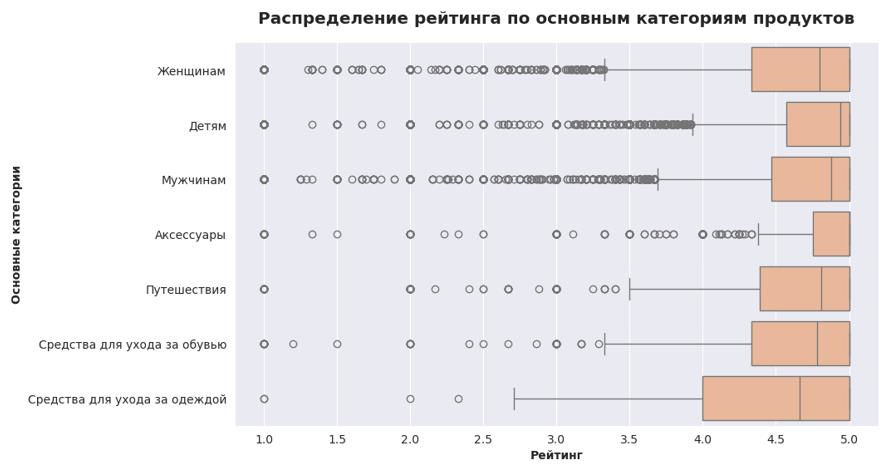 Распределение рейтинга по основным категориям продуктов
Основные категории
Женщинам
Детям
Мужчинам
Аксессуары
Путешествия
Средства для ухода за обувью
Средства для ухода за одеждой
1.0 1.5 2.0 2.5 3.0 3.5 4.0 4.5 5.0
Рейтинг